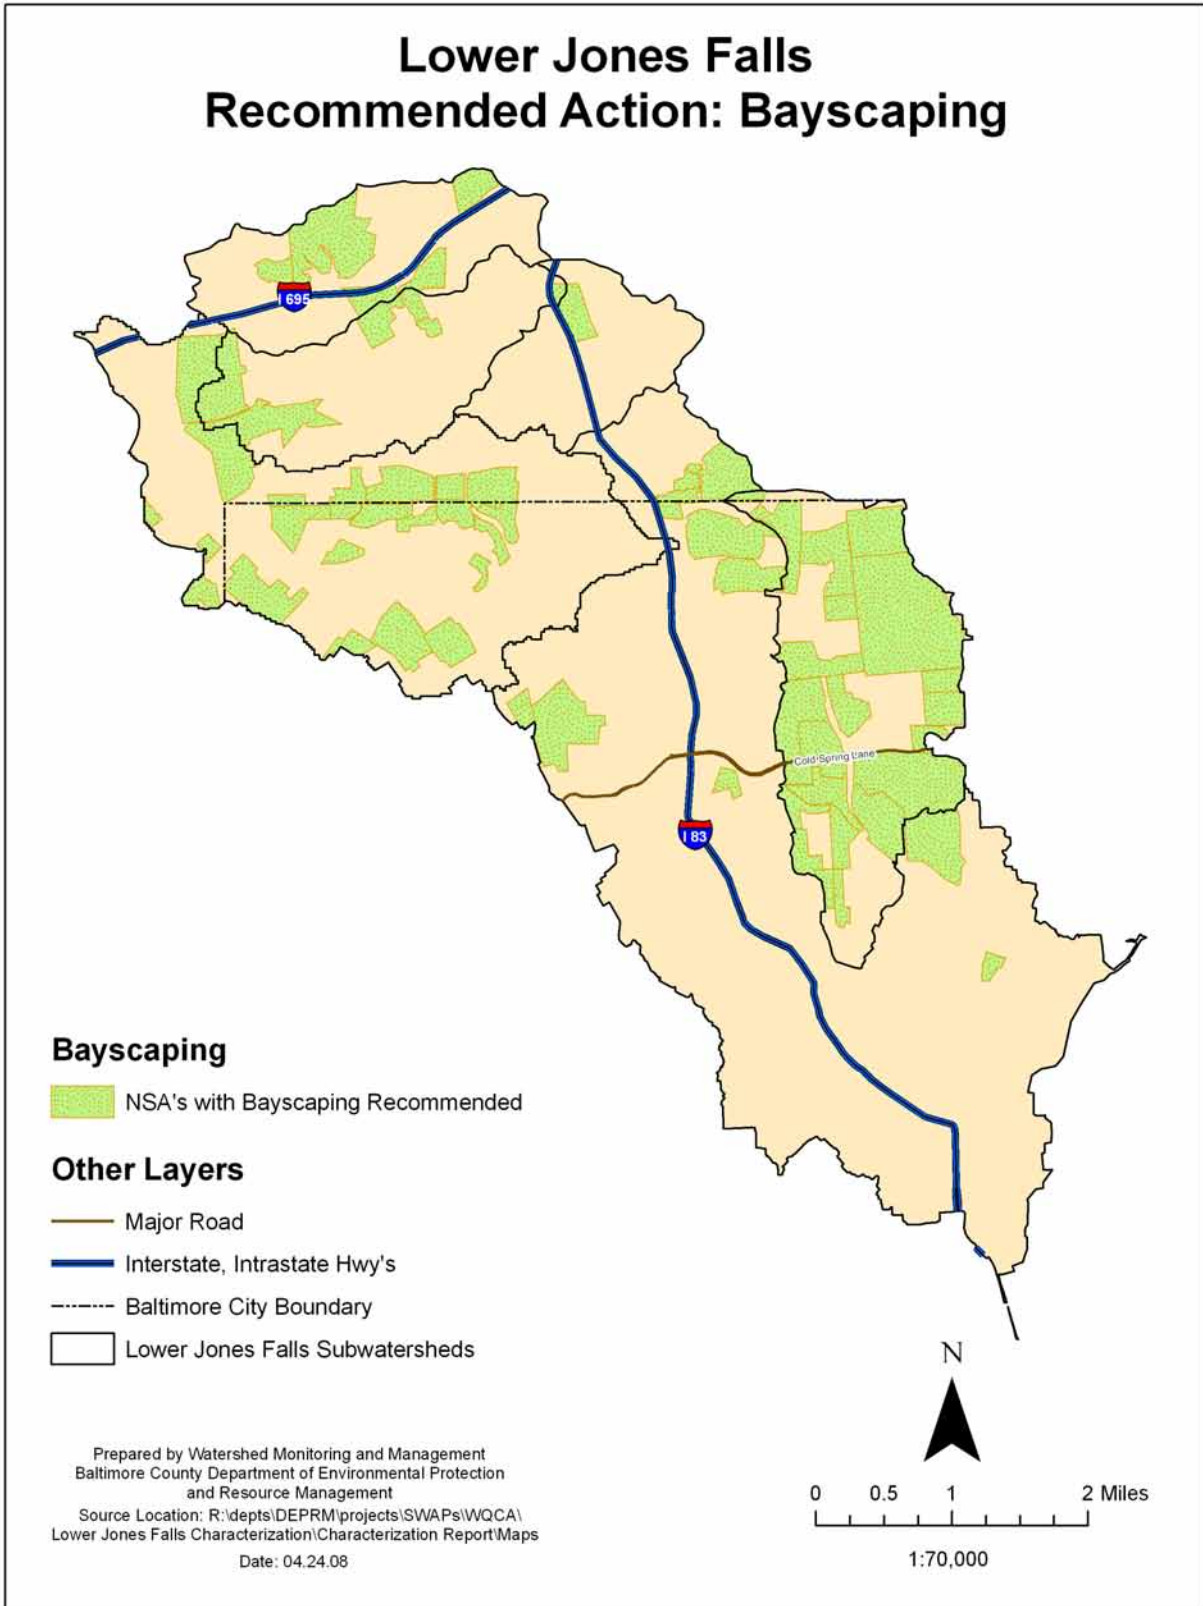 Lower Jones Falls
Recommended Action: Bayscaping
I 695
Cold Spring Lane
I 83
Bayscaping
NSA's with Bayscaping Recommended
Other Layers
Major Road
Interstate, Intrastate Hwy's
Baltimore City Boundary
Lower Jones Falls Subwatersheds
N
Prepared by Watershed Monitoring and Management
Baltimore County Department of Environmental Protection
and Resource Management
Source Location: R:\depts\DEPRM\projects\SWAPs\WQCA\
Lower Jones Falls Characterization\Characterization Report\Maps
Date: 04.24.08
0 0.5 1 2 Miles
1:70,000